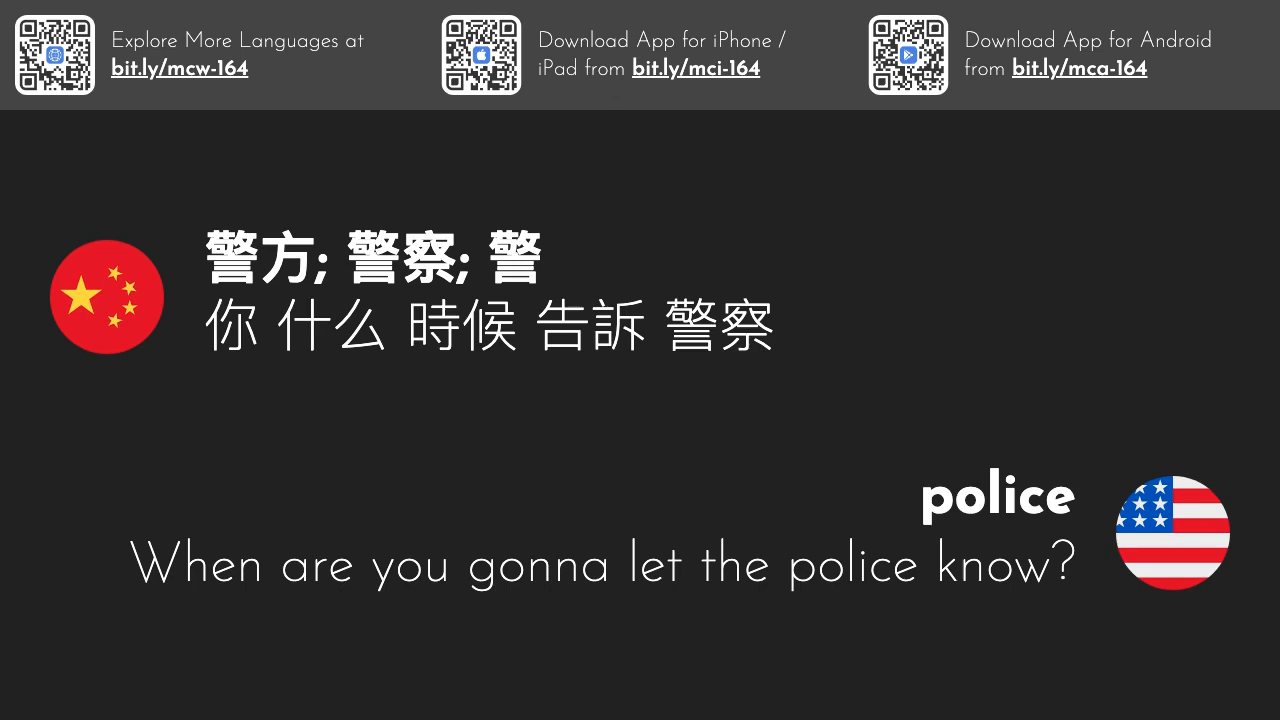 Explore More Languages at
bit.ly/mcw-164
Download App for iPhone /
iPad from bit.ly/mci-164
Download App for Android
from bit.ly/mca-164
警方; 警察; 警
你 什么 時候 告訴 警察
police
When are you gonna let the police know?